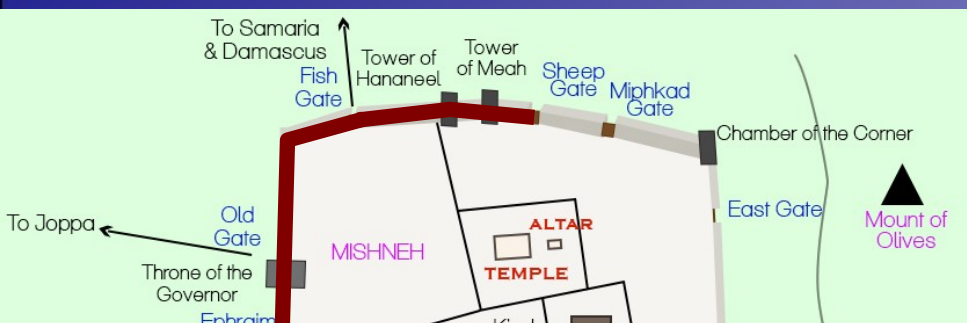 To Samaria
& Damascus
Fish
Gate
Tower of
Hananeel
Tower
of Meah
Sheep
Gate
Miphkad
Gate
Chamber of the Corner
East Gate
Mount of
Olives
To Joppa
Old
Gate
MISHNEH
ALTAR
TEMPLE
Throne of the
Governor
Ephraim